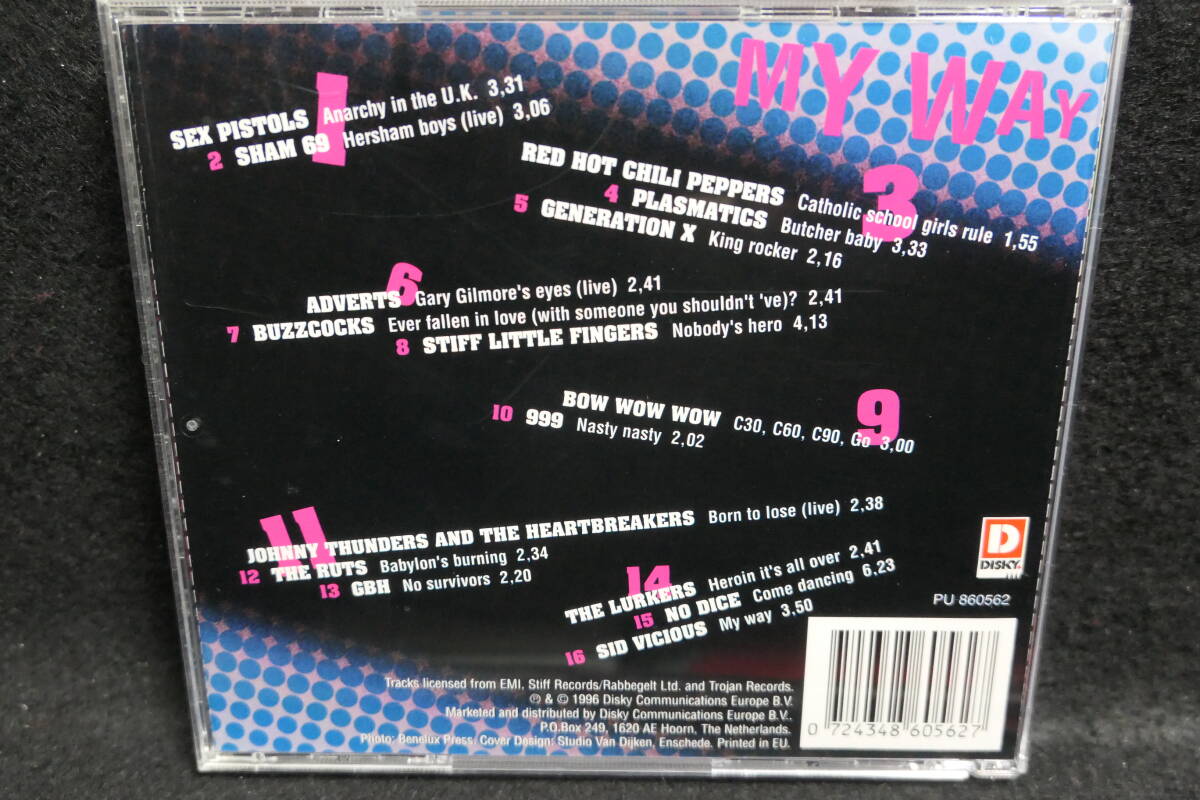 MY WAY
1
SEX PISTOLS Anarchy in the U.K. 3,31
2 SHAM 69 Hersham boys (live) 3,06
3
RED HOT CHILI PEPPERS Catholic school girls rule 1,55
4 PLASMATICS Butcher baby 3,33
5 GENERATION X King rocker 2,16
6
ADVERTS Gary Gilmore's eyes (live) 2,41
7 BUZZCOCKS Ever fallen in love (with someone you shouldn't 've)? 2,41
8 STIFF LITTLE FINGERS Nobody's hero 4,13
9
BOW WOW WOW C30, C60, C90, Go 3,00
10 999 Nasty nasty 2,02
11
JOHNNY THUNDERS AND THE HEARTBREAKERS Born to lose (live) 2,38
12 THE RUTS Babylon's burning 2,34
13 GBH No survivors 2,20
14
THE LURKERS Heroin it's all over 2,41
15 NO DICE Come dancing 6,23
16 SID VICIOUS My way 3,50
D
DISKY
PU 860562
Tracks licensed from EMI, Stiff Records/Rabbegelt Ltd. and Trojan Records.
℗ & © 1996 Disky Communications Europe B.V.
Marketed and distributed by Disky Communications Europe B.V.,
P.O.Box 249, 1620 AE Hoorn, The Netherlands.
Photo: Benelux Press. Cover Design: Studio Van Dijken, Enschede. Printed in EU.
0 724348 605627